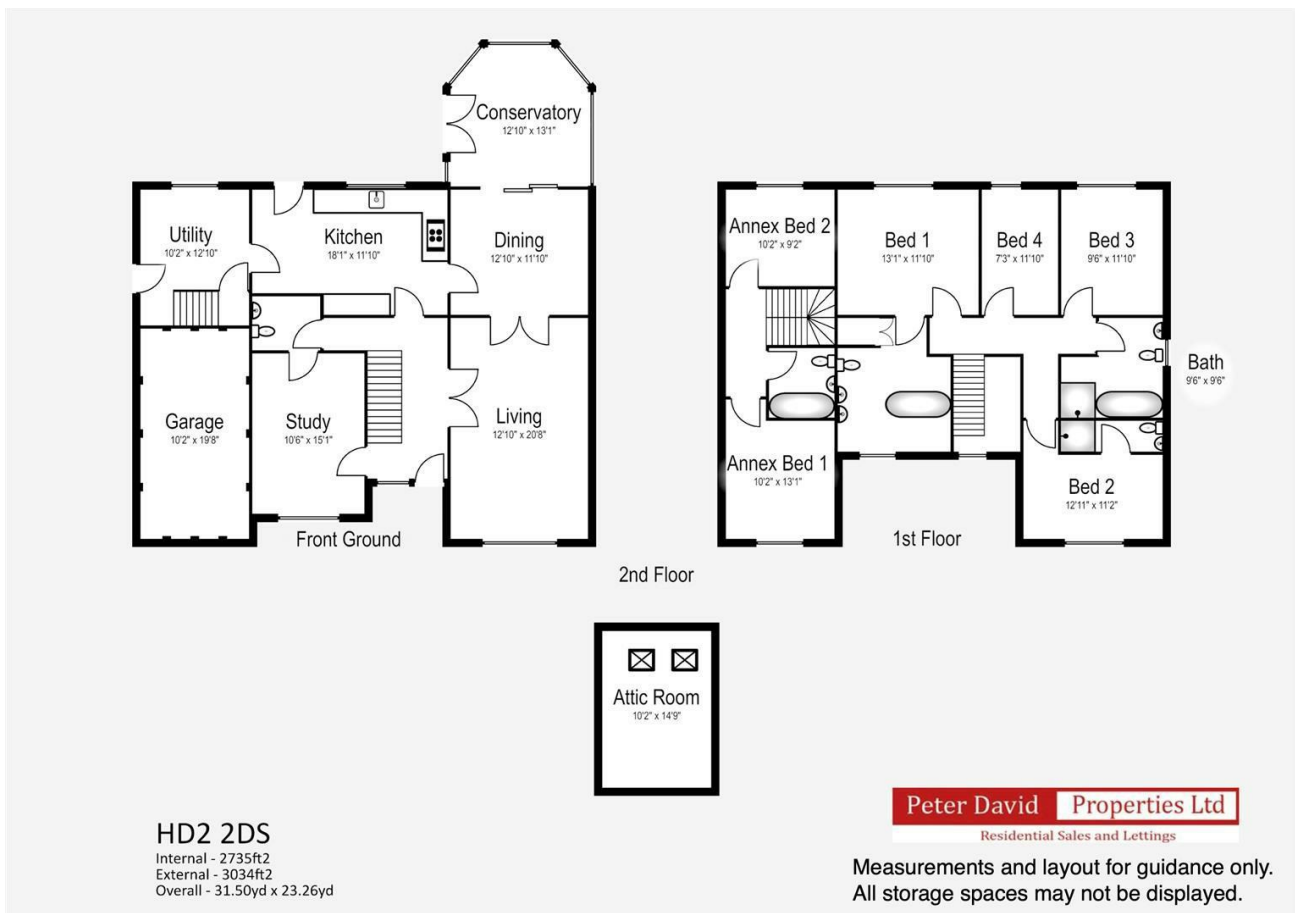 Conservatory
12'10" x 13'1"
Utility
10'2" x 12'10"
Kitchen
18'1" x 11'10"
Dining
12'10" x 11'10"
Garage
10'2" x 19'8"
Study
10'6" x 15'1"
Living
12'10" x 20'8"
Front Ground
Annex Bed 2
10'2" x 9'2"
Bed 1
13'1" x 11'10"
Bed 4
7'3" x 11'10"
Bed 3
9'6" x 11'10"
Bath
9'6" x 9'6"
Annex Bed 1
10'2" x 13'1"
Bed 2
12'11" x 11'2"
1st Floor
2nd Floor
Attic Room
10'2" x 14'9"
HD2 2DS
Internal - 2735ft2
External - 3034ft2
Overall - 31.50yd x 23.26yd
Peter David Properties Ltd
Residential Sales and Lettings
Measurements and layout for guidance only.
All storage spaces may not be displayed.